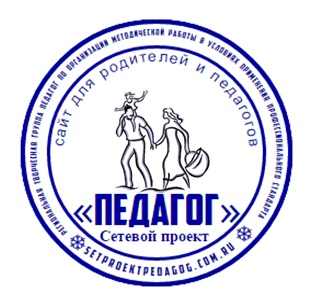 РЕГИОНАЛЬНАЯ ТВОРЧЕСКАЯ ГРУППА ПЕДАГОГ ПО ОРГАНИЗАЦИИ МЕТОДИЧЕСКОЙ РАБОТЫ В УСЛОВИЯХ ПРИМЕНЕНИЯ ПРОФЕССИОНАЛЬНОГО СТАНДАРТА
сайт для родителей и педагогов
«ПЕДАГОГ»
Сетевой проект
SETPROEKTPEDAGOG.COM.RU